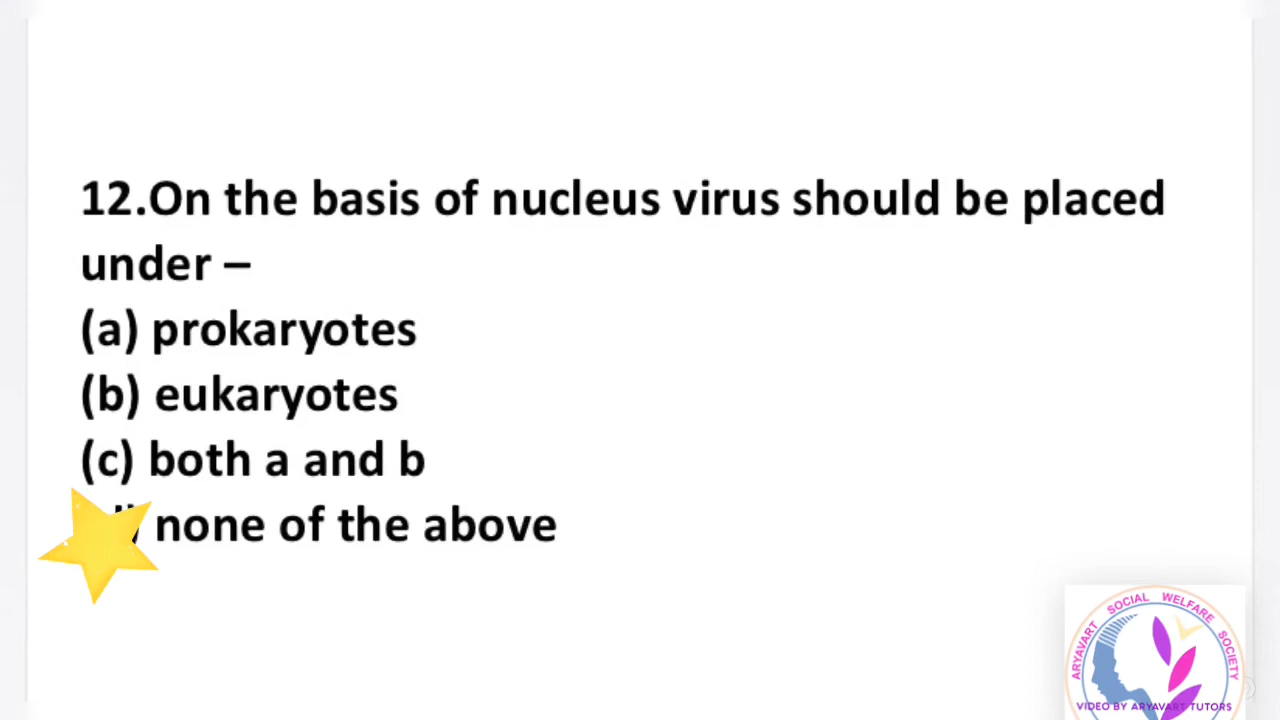 12.On the basis of nucleus virus should be placed
under –
(a) prokaryotes
(b) eukaryotes
(c) both a and b
none of the above
ARYAVART SOCIAL WELFARE SOCIETY
VIDEO BY ARYAVART TUTORS